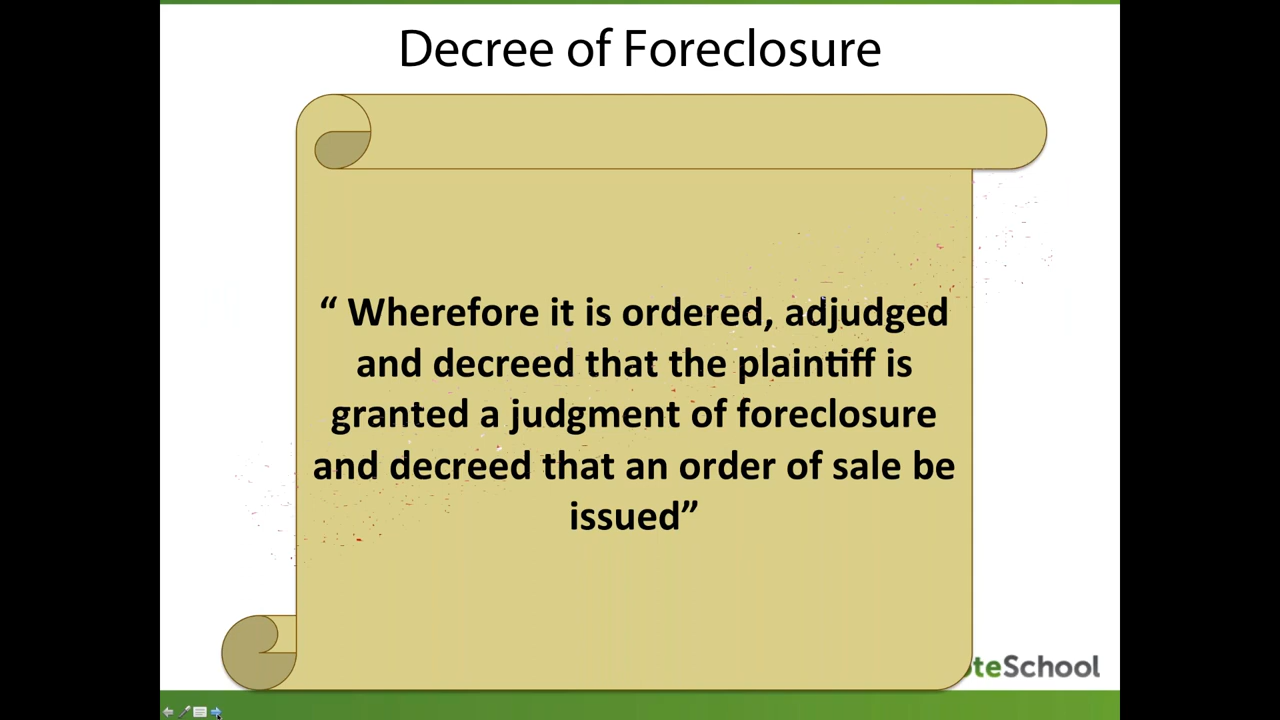 Decree of Foreclosure
“ Wherefore it is ordered, adjudged
and decreed that the plaintiff is
granted a judgment of foreclosure
and decreed that an order of sale be
issued”
teSchool